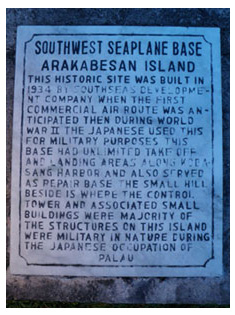 SOUTHWEST SEAPLANE BASE
ARAKABESAN ISLAND
THIS HISTORIC SITE WAS BUILT IN
1934 BY SOUTHSEAS DEVELOPME-
NT COMPANY WHEN THE FIRST
COMMERCIAL AIR ROUTE WAS AN-
TICIPATED THEN DURING WORLD
WAR II THE JAPANESE USED THIS
FOR MILITARY PURPOSES. THIS
BASE HAD UNLIMITED TAKE OFF
AND LANDING AREAS ALONG
SANG HARBOR AND ALSO SERVED
AS REPAIR BASE THE SMALL HILL
BESIDE IS WHERE THE CONTROL
TOWER AND ASSOCIATED SMALL
BUILDINGS WERE MAJORITY OF
THE STRUCTURES ON THIS ISLAND
WERE MILITARY IN NATURE DURING
THE JAPANESE OCCUPATION OF
PALAU